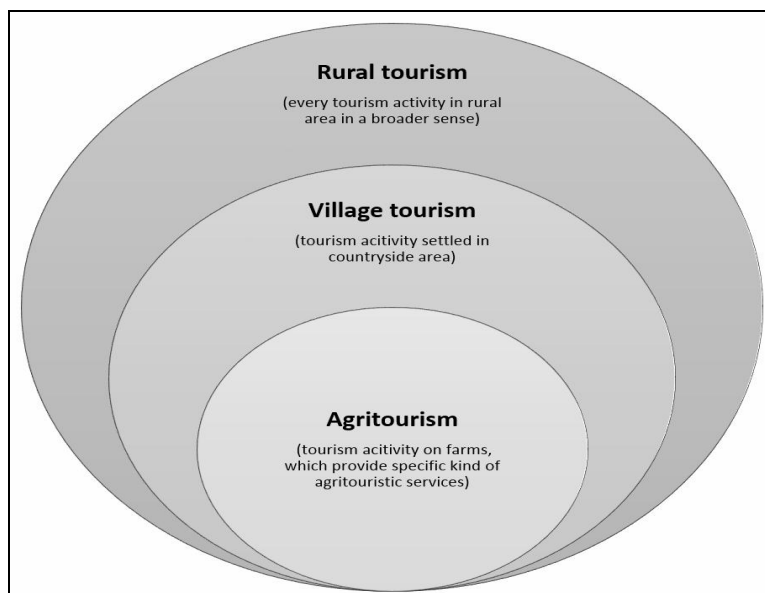 Rural tourism
(every tourism activity in rural
area in a broader sense)
Village tourism
(tourism acitivity settled in
countryside area)
Agritourism
(tourism acitivity on farms,
which provide specific kind of
agritouristic services)